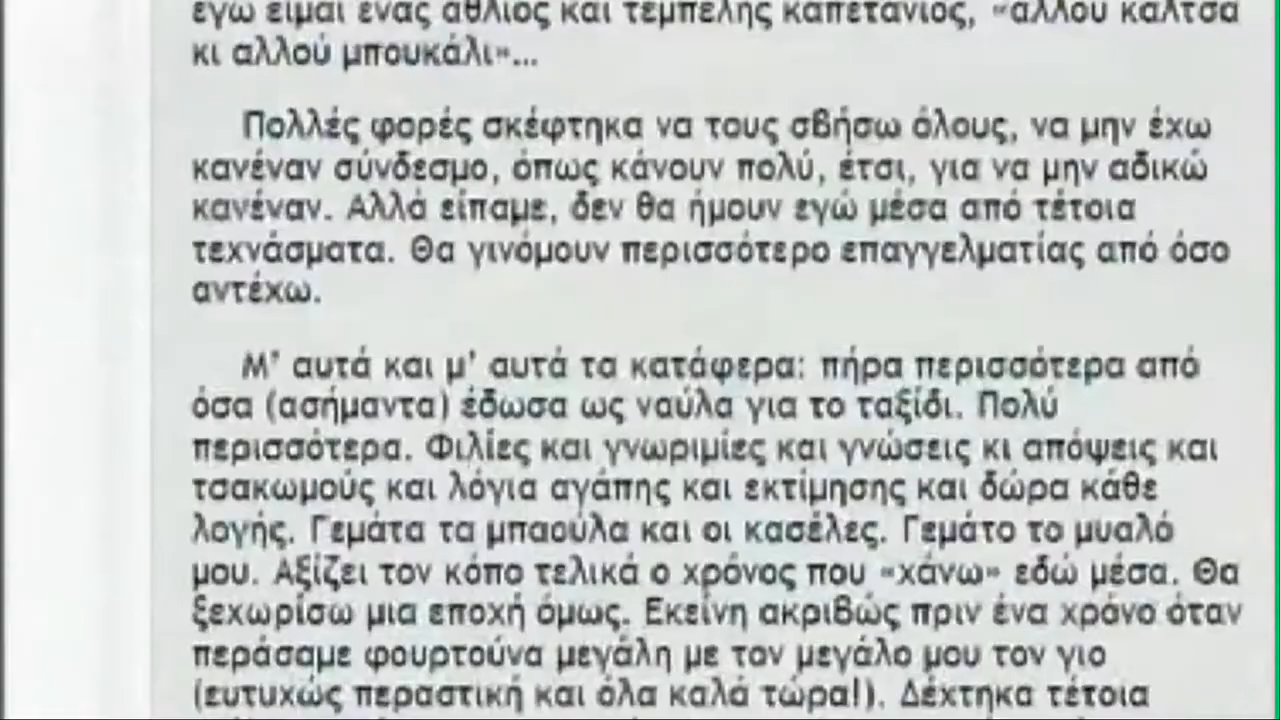 εγώ είμαι ένας άθλιος και τεμπέλης καπετάνιος, «αλλού κάλτσα
κι αλλού μπουκάλι»...
Πολλές φορές σκέφτηκα να τους σβήσω όλους, να μην έχω
κανέναν σύνδεσμο, όπως κάνουν πολύ, έτσι, για να μην αδικώ
κανέναν. Αλλά είπαμε, δεν θα ήμουν εγώ μέσα από τέτοια
τεχνάσματα. Θα γινόμουν περισσότερο επαγγελματίας από όσο
αντέχω.
Μ' αυτά και μ' αυτά τα κατάφερα: πήρα περισσότερα από
όσα (ασήμαντα) έδωσα ως ναύλα για το ταξίδι. Πολύ
περισσότερα. Φιλίες και γνωριμίες και γνώσεις κι απόψεις και
τσακωμούς και λόγια αγάπης και εκτίμησης και δώρα κάθε
λογής. Γεμάτα τα μπαούλα και οι κασέλες. Γεμάτο το μυαλό
μου. Αξίζει τον κόπο τελικά ο χρόνος που «χάνω» εδώ μέσα. Θα
ξεχωρίσω μια εποχή όμως. Εκείνη ακριβώς πριν ένα χρόνο όταν
περάσαμε φουρτούνα μεγάλη με τον μεγάλο μου τον γιο
(ευτυχώς περαστική και όλα καλά τώρα!). Δέχτηκα τέτοια